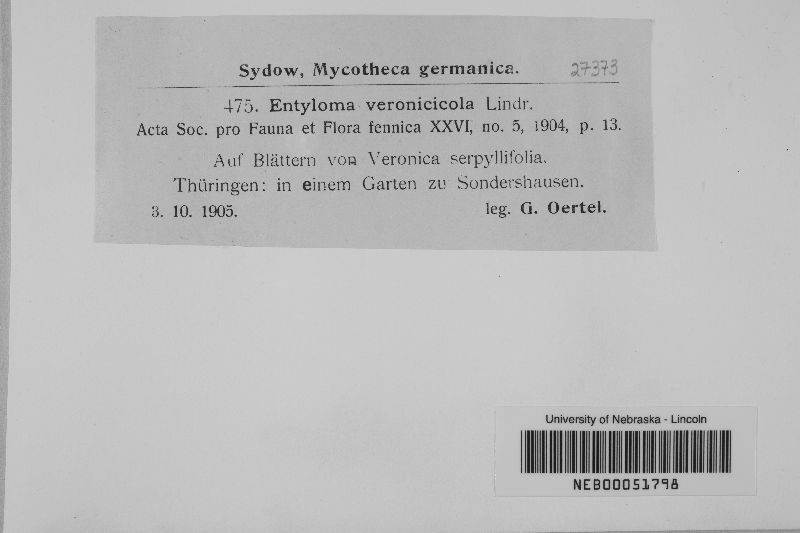 Sydow, Mycotheca germanica. 27373
475. Entyloma veronicicola Lindr.
Acta Soc. pro Fauna et Flora fennica XXVI, no. 5, 1904, p. 13.
Auf Blättern von Veronica serpyllifolia.
Thüringen: in einem Garten zu Sondershausen.
3. 10. 1905. leg. G. Oertel.
University of Nebraska - Lincoln
NEB00051798